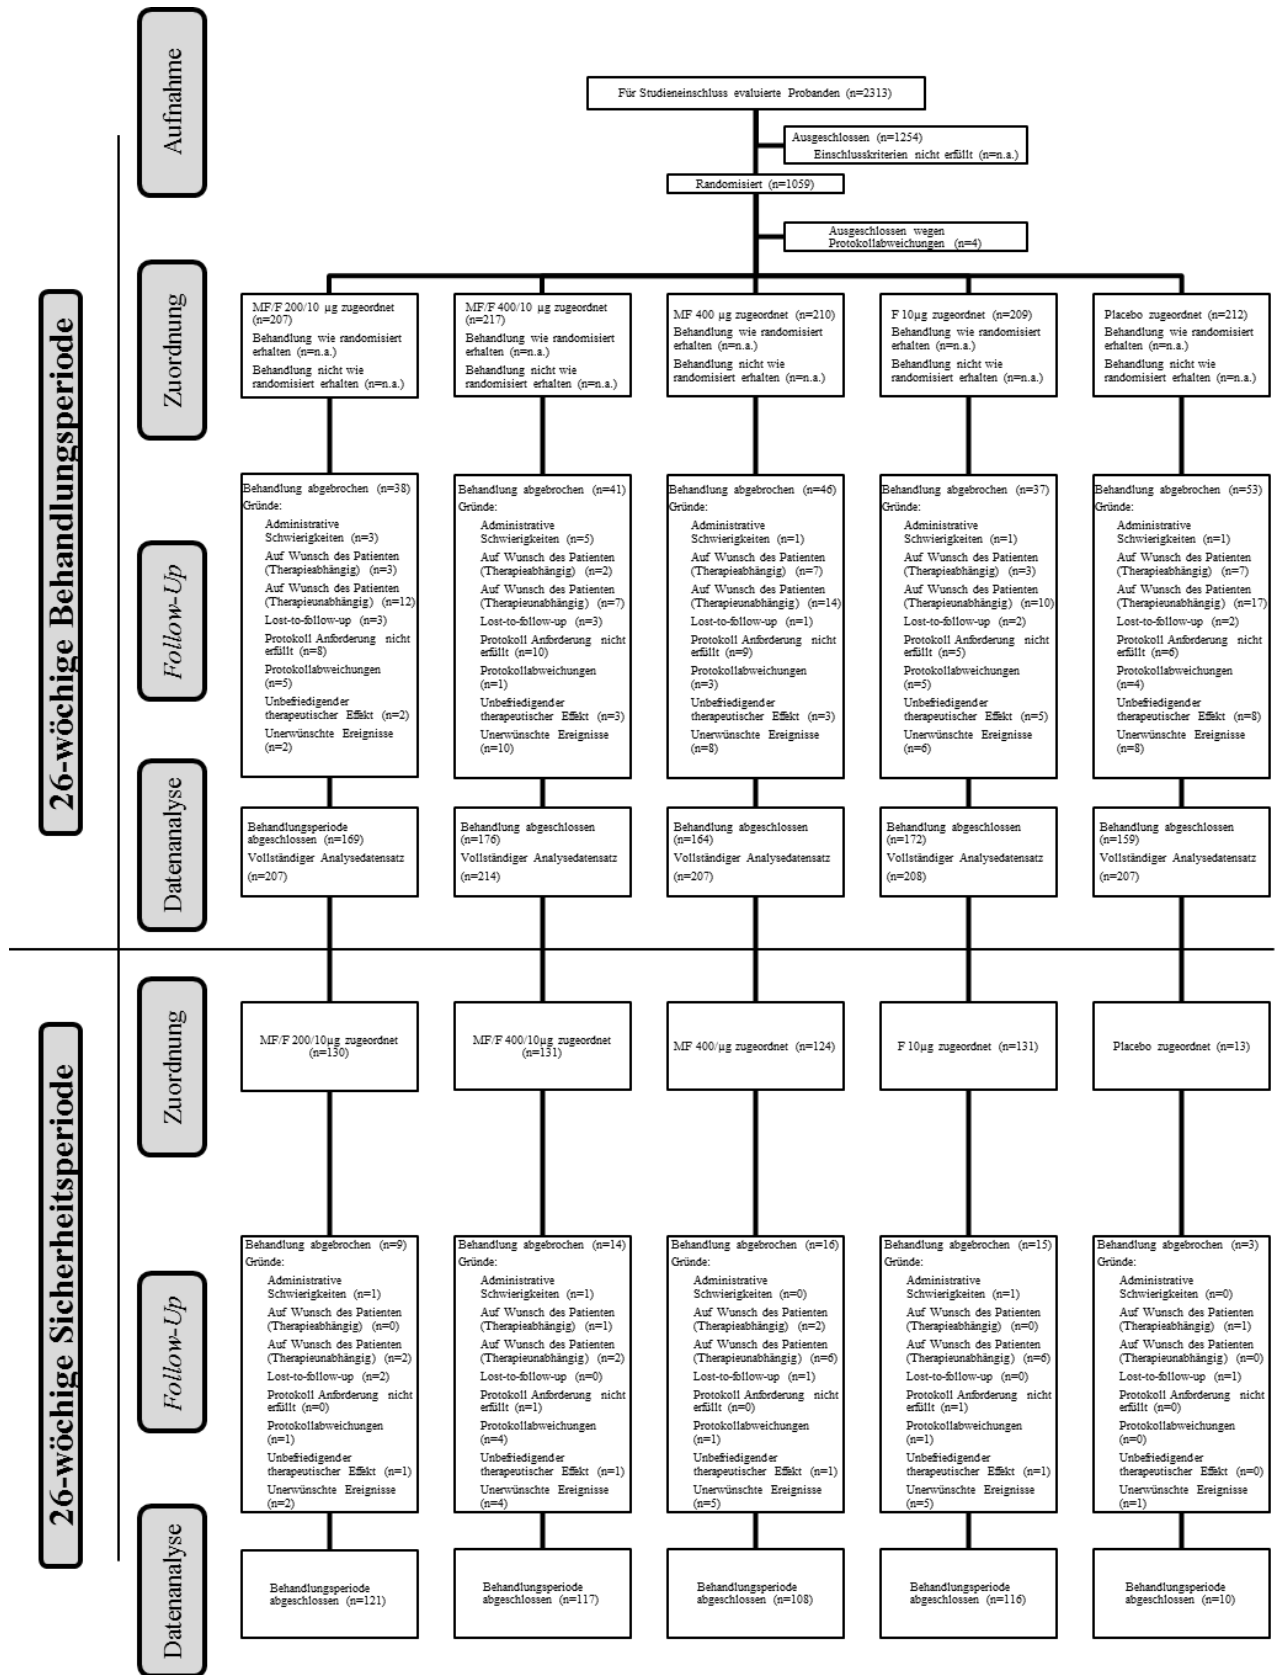 Aufnahme
Für Studieneinschluss evaluierte Probanden (n=2313)
Ausgeschlossen (n=1254)
Einschlusskriterien nicht erfüllt (n=n.a.)
Randomisiert (n=1059)
Ausgeschlossen wegen
Protokollabweichungen (n=4)
26-wöchige Behandlungsperiode
Zuordnung
MF/F 200/10 µg zugeordnet
(n=207)
Behandlung wie randomisiert
erhalten (n=n.a.)
Behandlung nicht wie
randomisiert erhalten (n=n.a.)
MF/F 400/10 µg zugeordnet
(n=217)
Behandlung wie randomisiert
erhalten (n=n.a.)
Behandlung nicht wie
randomisiert erhalten (n=n.a.)
MF 400 µg zugeordnet (n=210)
Behandlung wie randomisiert
erhalten (n=n.a.)
Behandlung nicht wie
randomisiert erhalten (n=n.a.)
F 10µg zugeordnet (n=209)
Behandlung wie randomisiert
erhalten (n=n.a.)
Behandlung nicht wie
randomisiert erhalten (n=n.a.)
Placebo zugeordnet (n=212)
Behandlung wie randomisiert
erhalten (n=n.a.)
Behandlung nicht wie
randomisiert erhalten (n=n.a.)
Follow-Up
Behandlung abgebrochen (n=38)
Gründe:
Administrative
Schwierigkeiten (n=3)
Auf Wunsch des Patienten
(Therapieabhängig) (n=3)
Auf Wunsch des Patienten
(Therapieunabhängig) (n=12)
Lost-to-follow-up (n=3)
Protokoll Anforderung nicht
erfüllt (n=8)
Protokollabweichungen
(n=5)
Unbefriedigender
therapeutischer Effekt (n=2)
Unerwünschte Ereignisse
(n=2)
Behandlung abgebrochen (n=41)
Gründe:
Administrative
Schwierigkeiten (n=5)
Auf Wunsch des Patienten
(Therapieabhängig) (n=2)
Auf Wunsch des Patienten
(Therapieunabhängig) (n=7)
Lost-to-follow-up (n=3)
Protokoll Anforderung nicht
erfüllt (n=10)
Protokollabweichungen
(n=1)
Unbefriedigender
therapeutischer Effekt (n=3)
Unerwünschte Ereignisse
(n=10)
Behandlung abgebrochen (n=46)
Gründe:
Administrative
Schwierigkeiten (n=1)
Auf Wunsch des Patienten
(Therapieabhängig) (n=7)
Auf Wunsch des Patienten
(Therapieunabhängig) (n=14)
Lost-to-follow-up (n=1)
Protokoll Anforderung nicht
erfüllt (n=9)
Protokollabweichungen
(n=3)
Unbefriedigender
therapeutischer Effekt (n=3)
Unerwünschte Ereignisse
(n=8)
Behandlung abgebrochen (n=37)
Gründe:
Administrative
Schwierigkeiten (n=1)
Auf Wunsch des Patienten
(Therapieabhängig) (n=3)
Auf Wunsch des Patienten
(Therapieunabhängig) (n=10)
Lost-to-follow-up (n=2)
Protokoll Anforderung nicht
erfüllt (n=5)
Protokollabweichungen
(n=5)
Unbefriedigender
therapeutischer Effekt (n=5)
Unerwünschte Ereignisse
(n=6)
Behandlung abgebrochen (n=53)
Gründe:
Administrative
Schwierigkeiten (n=1)
Auf Wunsch des Patienten
(Therapieabhängig) (n=7)
Auf Wunsch des Patienten
(Therapieunabhängig) (n=17)
Lost-to-follow-up (n=2)
Protokoll Anforderung nicht
erfüllt (n=6)
Protokollabweichungen
(n=4)
Unbefriedigender
therapeutischer Effekt (n=8)
Unerwünschte Ereignisse
(n=8)
Datenanalyse
Behandlungsperiode
abgeschlossen (n=169)
Vollständiger Analysedatensatz
(n=207)
Behandlung abgeschlossen
(n=176)
Vollständiger Analysedatensatz
(n=214)
Behandlung abgeschlossen
(n=164)
Vollständiger Analysedatensatz
(n=207)
Behandlung abgeschlossen
(n=172)
Vollständiger Analysedatensatz
(n=208)
Behandlung abgeschlossen
(n=159)
Vollständiger Analysedatensatz
(n=207)
26-wöchige Sicherheitsperiode
Zuordnung
MF/F 200/10µg zugeordnet
(n=130)
MF/F 400/10µg zugeordnet
(n=131)
MF 400/µg zugeordnet (n=124)
F 10µg zugeordnet (n=131)
Placebo zugeordnet (n=13)
Follow-Up
Behandlung abgebrochen (n=9)
Gründe:
Administrative
Schwierigkeiten (n=1)
Auf Wunsch des Patienten
(Therapieabhängig) (n=0)
Auf Wunsch des Patienten
(Therapieunabhängig) (n=2)
Lost-to-follow-up (n=2)
Protokoll Anforderung nicht
erfüllt (n=0)
Protokollabweichungen
(n=1)
Unbefriedigender
therapeutischer Effekt (n=1)
Unerwünschte Ereignisse
(n=2)
Behandlung abgebrochen (n=14)
Gründe:
Administrative
Schwierigkeiten (n=1)
Auf Wunsch des Patienten
(Therapieabhängig) (n=1)
Auf Wunsch des Patienten
(Therapieunabhängig) (n=2)
Lost-to-follow-up (n=0)
Protokoll Anforderung nicht
erfüllt (n=1)
Protokollabweichungen
(n=4)
Unbefriedigender
therapeutischer Effekt (n=1)
Unerwünschte Ereignisse
(n=4)
Behandlung abgebrochen (n=16)
Gründe:
Administrative
Schwierigkeiten (n=0)
Auf Wunsch des Patienten
(Therapieabhängig) (n=2)
Auf Wunsch des Patienten
(Therapieunabhängig) (n=6)
Lost-to-follow-up (n=1)
Protokoll Anforderung nicht
erfüllt (n=0)
Protokollabweichungen
(n=1)
Unbefriedigender
therapeutischer Effekt (n=1)
Unerwünschte Ereignisse
(n=5)
Behandlung abgebrochen (n=15)
Gründe:
Administrative
Schwierigkeiten (n=1)
Auf Wunsch des Patienten
(Therapieabhängig) (n=0)
Auf Wunsch des Patienten
(Therapieunabhängig) (n=6)
Lost-to-follow-up (n=0)
Protokoll Anforderung nicht
erfüllt (n=1)
Protokollabweichungen
(n=1)
Unbefriedigender
therapeutischer Effekt (n=1)
Unerwünschte Ereignisse
(n=5)
Behandlung abgebrochen (n=3)
Gründe:
Administrative
Schwierigkeiten (n=0)
Auf Wunsch des Patienten
(Therapieabhängig) (n=1)
Auf Wunsch des Patienten
(Therapieunabhängig) (n=0)
Lost-to-follow-up (n=1)
Protokoll Anforderung nicht
erfüllt (n=0)
Protokollabweichungen
(n=0)
Unbefriedigender
therapeutischer Effekt (n=0)
Unerwünschte Ereignisse
(n=1)
Datenanalyse
Behandlungsperiode
abgeschlossen (n=121)
Behandlungsperiode
abgeschlossen (n=117)
Behandlungsperiode
abgeschlossen (n=108)
Behandlungsperiode
abgeschlossen (n=116)
Behandlungsperiode
abgeschlossen (n=10)